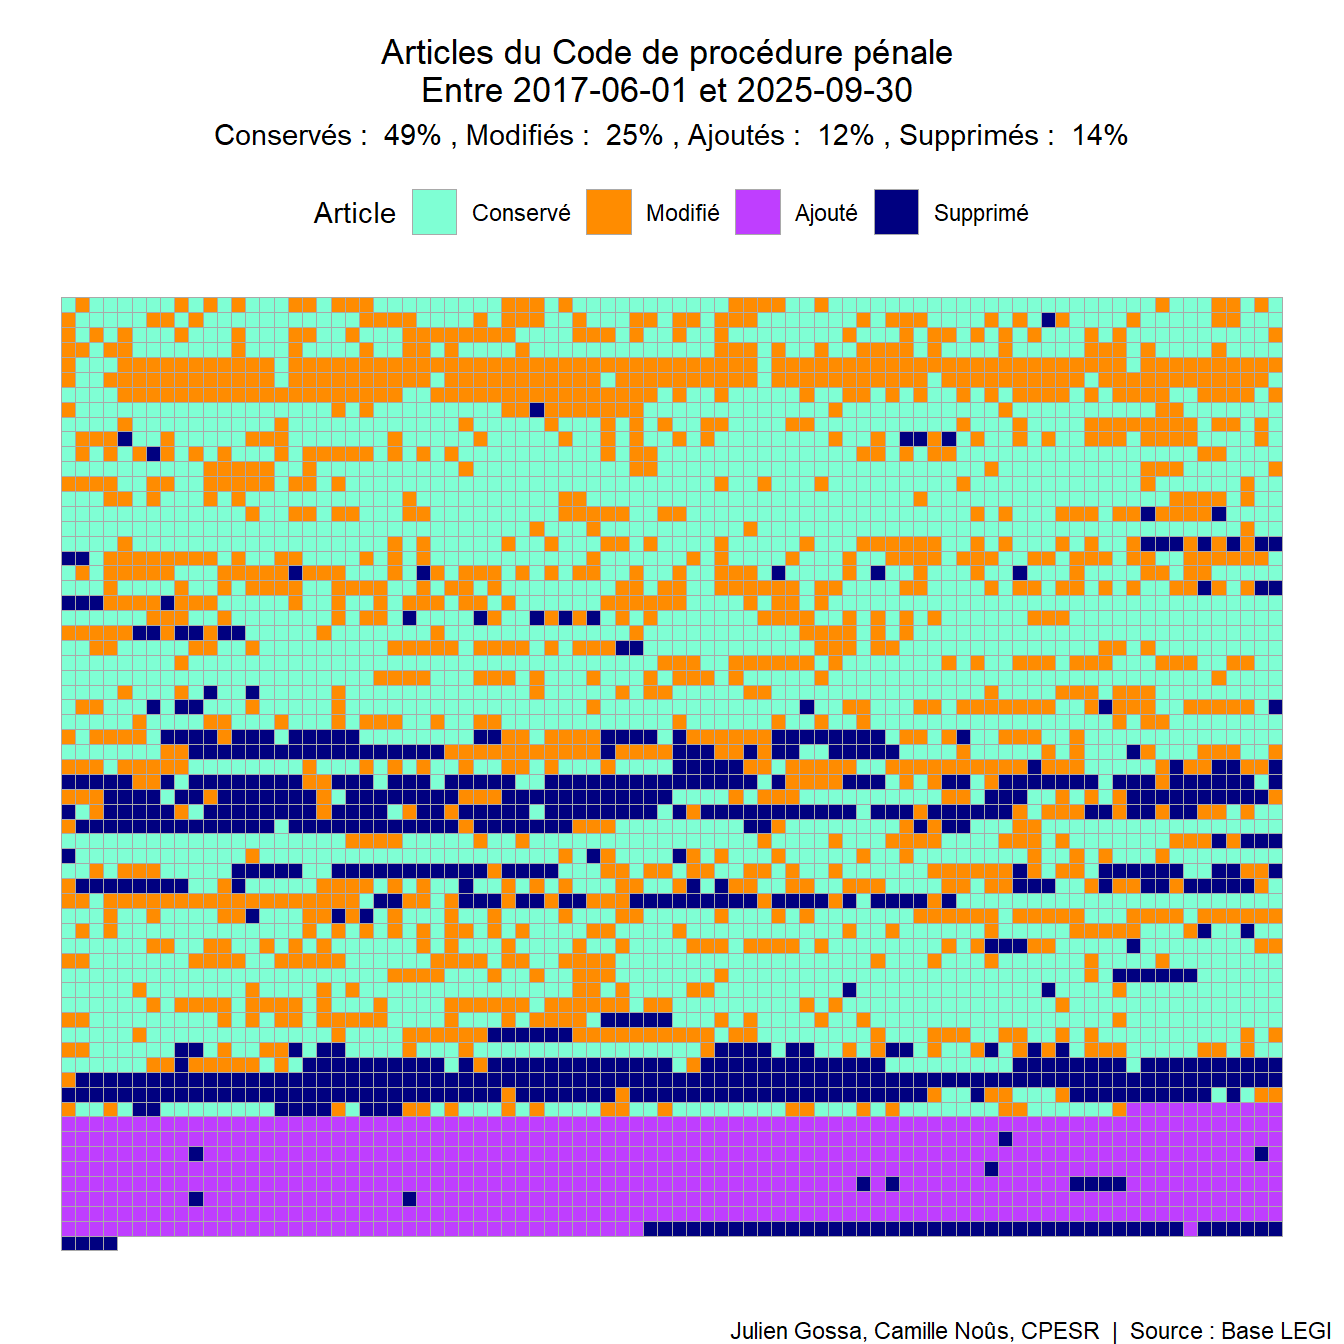 Articles du Code de procédure pénale
Entre 2017-06-01 et 2025-09-30
Conservés :  49% , Modifiés :  25% , Ajoutés :  12% , Supprimés :  14%
Article Conservé Modifié Ajouté Supprimé
Julien Gossa, Camille Noûs, CPESR | Source : Base LEGI